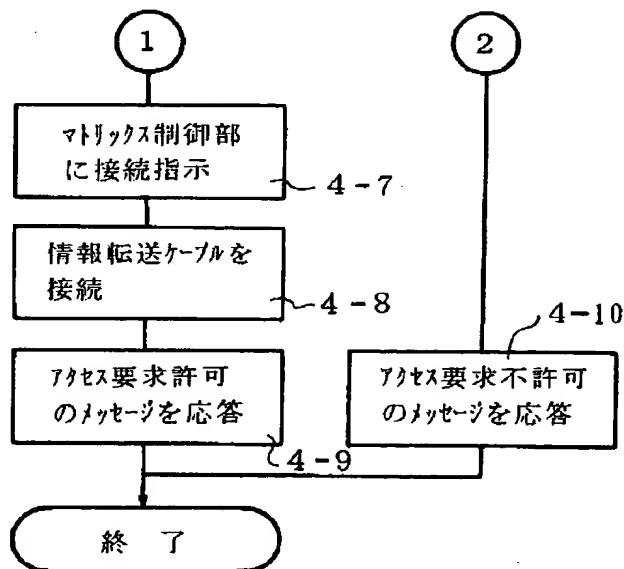 1
2
マトリックス制御部
に接続指示
4-7
情報転送ケーブルを
接続
4-8
4-10
アクセス要求許可
のメッセージを応答
4-9
アクセス要求不許可
のメッセージを応答
終了